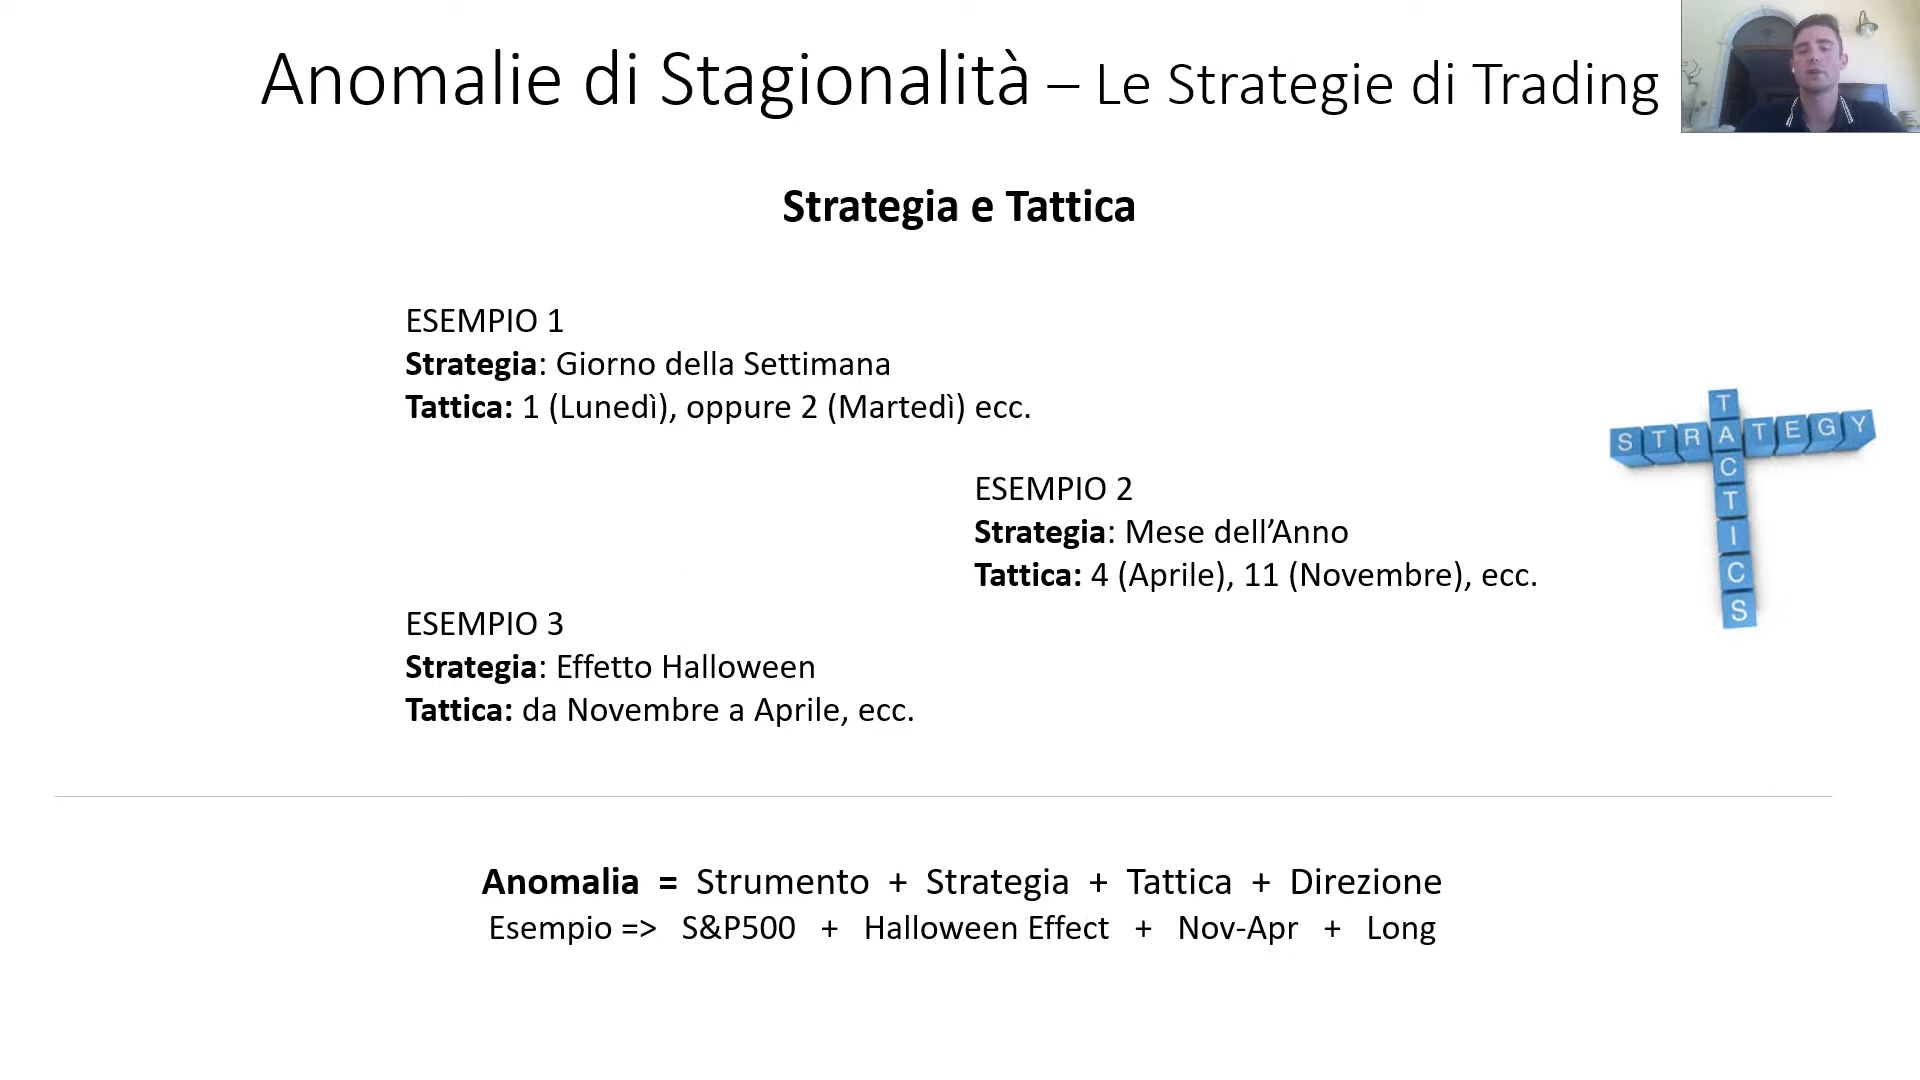 Anomalie di Stagionalità – Le Strategie di Trading
Strategia e Tattica
ESEMPIO 1
Strategia: Giorno della Settimana
Tattica: 1 (Lunedì), oppure 2 (Martedì) ecc.
ESEMPIO 2
Strategia: Mese dell’Anno
Tattica: 4 (Aprile), 11 (Novembre), ecc.
ESEMPIO 3
Strategia: Effetto Halloween
Tattica: da Novembre a Aprile, ecc.
STRATEGY
TACTICS
Anomalia = Strumento + Strategia + Tattica + Direzione
Esempio => S&P500 + Halloween Effect + Nov-Apr + Long